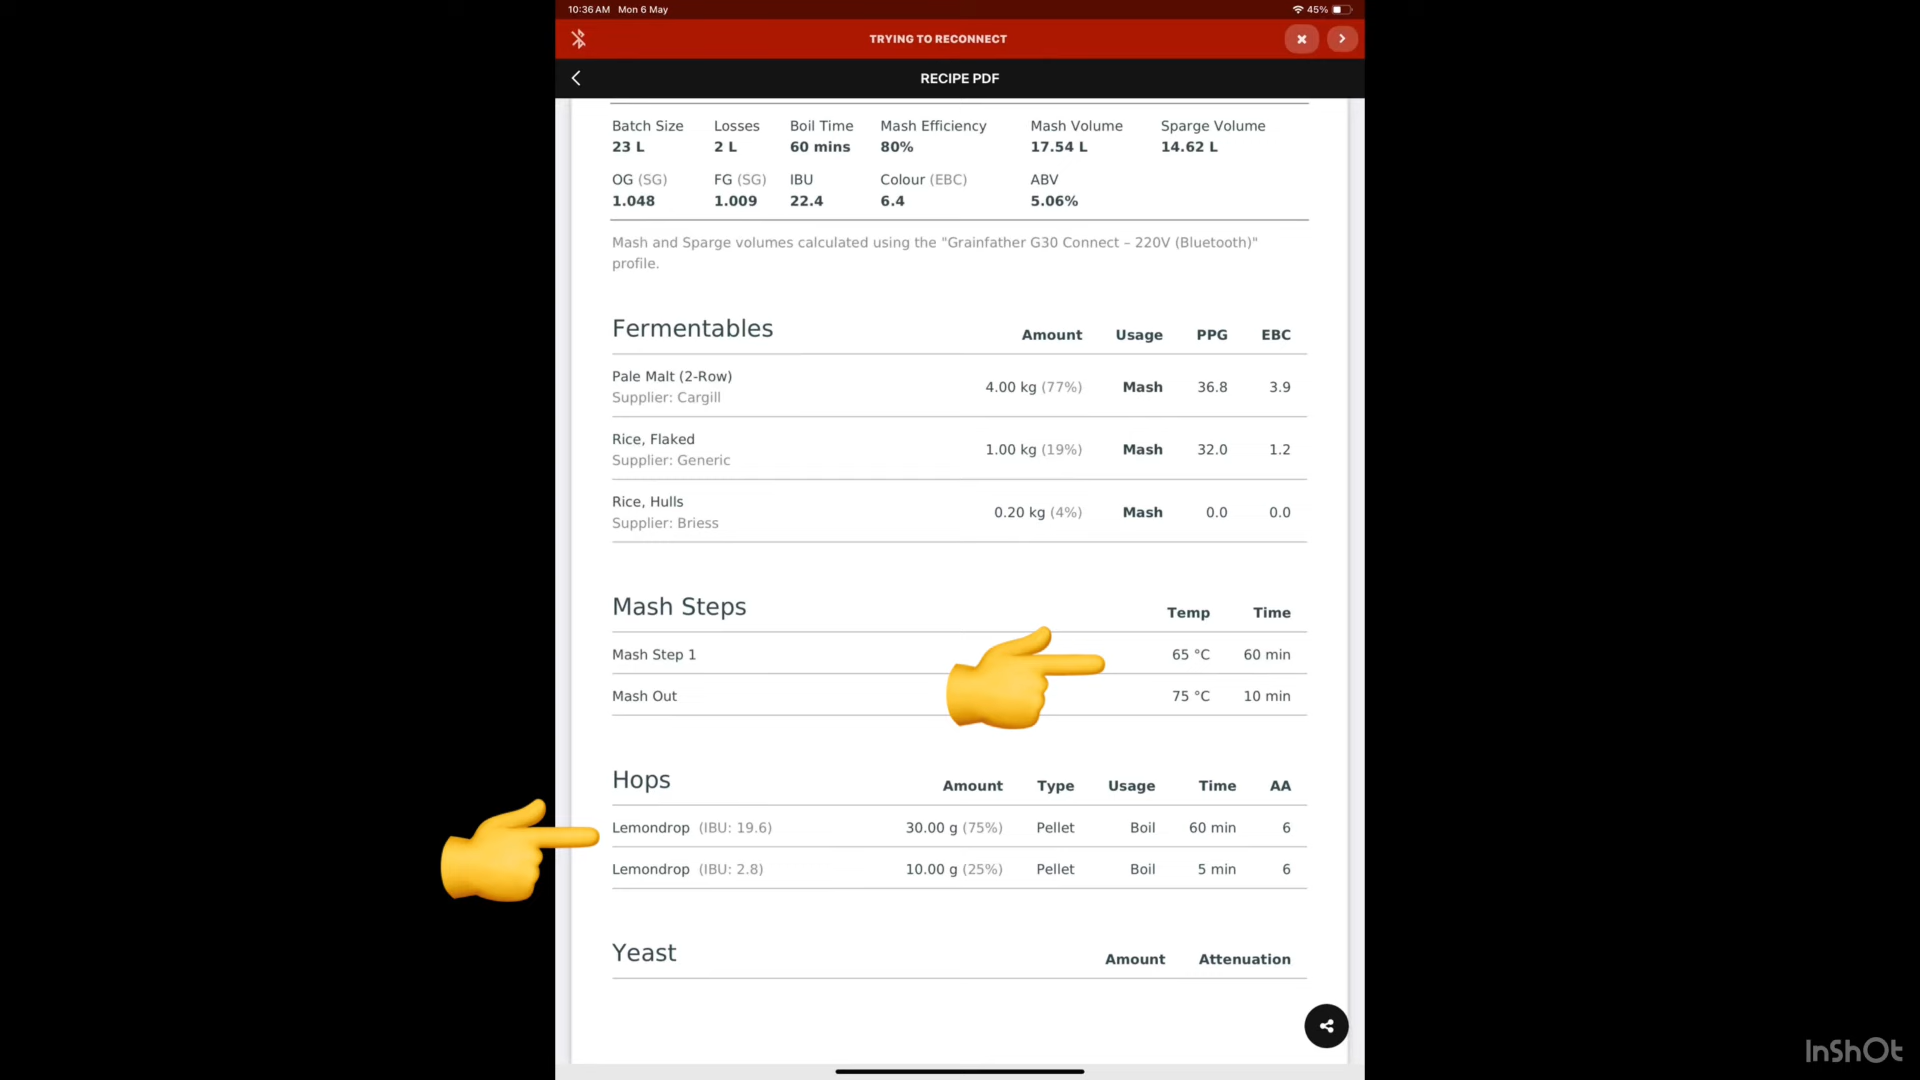 10:36 AM Mon 6 May 45%
TRYING TO RECONNECT
RECIPE PDF
Batch Size Losses Boil Time Mash Efficiency Mash Volume Sparge Volume
23 L 2 L 60 mins 80% 17.54 L 14.62 L
OG (SG) FG (SG) IBU Colour (EBC) ABV
1.048 1.009 22.4 6.4 5.06%
Mash and Sparge volumes calculated using the "Grainfather G30 Connect – 220V (Bluetooth)"
profile.
Fermentables Amount Usage PPG EBC
Pale Malt (2-Row)
Supplier: Cargill
4.00 kg (77%) Mash 36.8 3.9
Rice, Flaked
Supplier: Generic
1.00 kg (19%) Mash 32.0 1.2
Rice, Hulls
Supplier: Briess
0.20 kg (4%) Mash 0.0 0.0
Mash Steps Temp Time
Mash Step 1 65 °C 60 min
Mash Out 75 °C 10 min
Hops Amount Type Usage Time AA
Lemondrop (IBU: 19.6) 30.00 g (75%) Pellet Boil 60 min 6
Lemondrop (IBU: 2.8) 10.00 g (25%) Pellet Boil 5 min 6
Yeast Amount Attenuation
InShOt